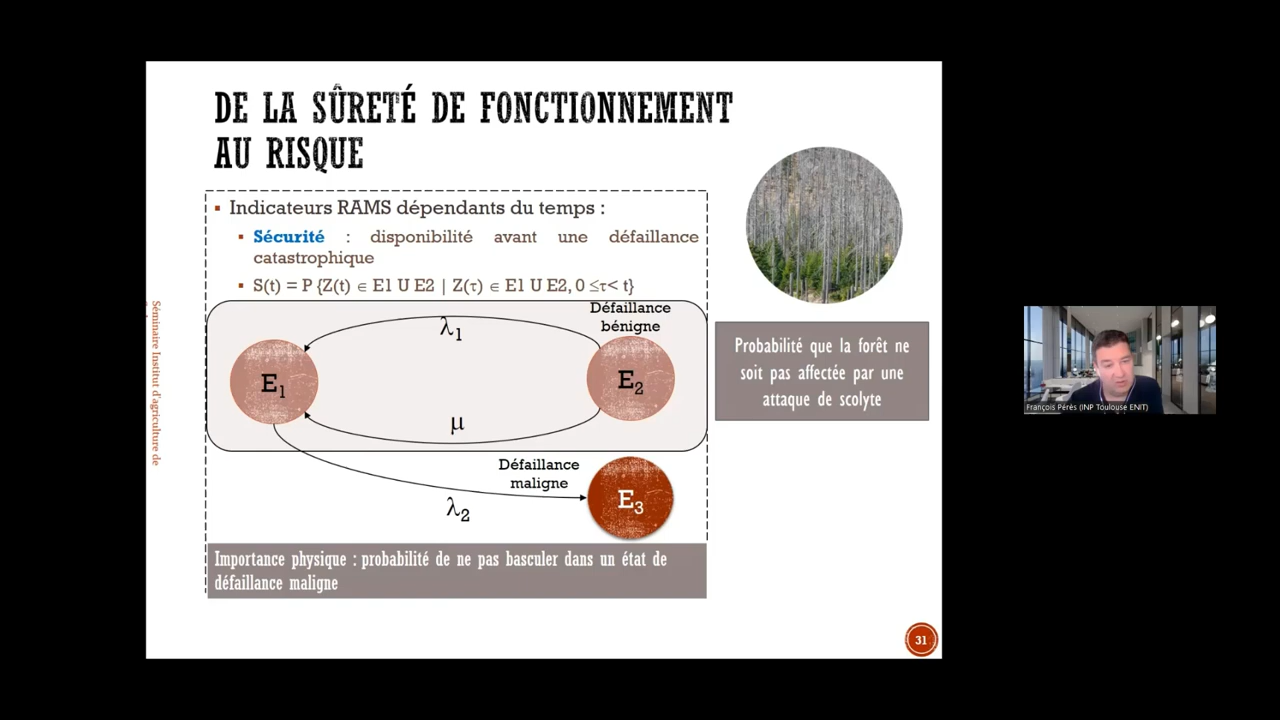 DE LA SÛRETÉ DE FONCTIONNEMENT
AU RISQUE
Indicateurs RAMS dépendants du temps :
Sécurité : disponibilité avant une défaillance
catastrophique
S(t) = P {Z(t) ∈ E1 U E2 | Z(τ) ∈ E1 U E2, 0 ≤τ< t}
Défaillance
bénigne
λ1
E1
E2
μ
Défaillance
maligne
λ2
E3
Importance physique : probabilité de ne pas basculer dans un état de
défaillance maligne
Probabilité que la forêt ne
soit pas affectée par une
attaque de scolyte
Séminaire Institut d'agriculture de
31
François Pérès (INP Toulouse ENIT)